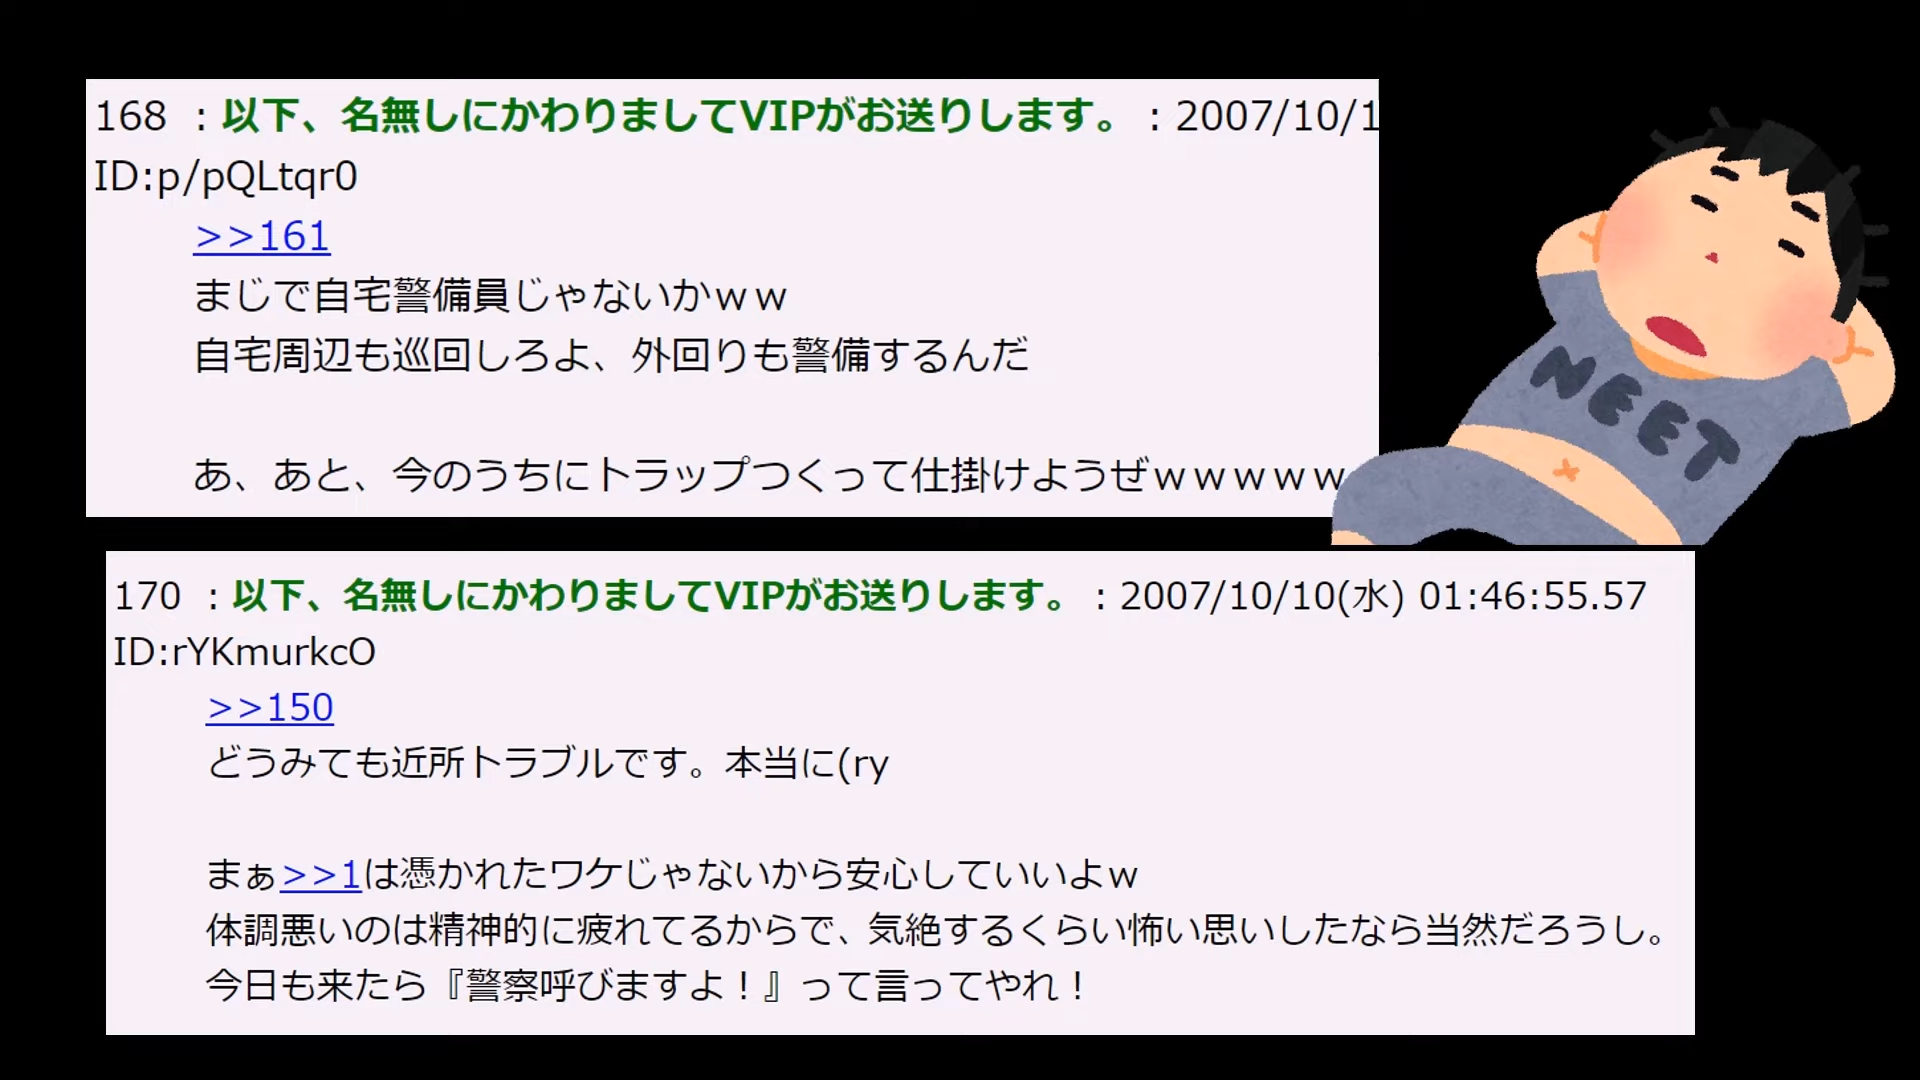 168 ：以下、名無しにかわりましてVIPがお送りします。：2007/10/1
ID:p/pQLtqr0
>>161
まじで自宅警備員じゃないかｗｗ
自宅周辺も巡回しろよ、外回りも警備するんだ
あ、あと、今のうちにトラップつくって仕掛けようぜｗｗｗｗｗ
NEET
170 ：以下、名無しにかわりましてVIPがお送りします。：2007/10/10(水) 01:46:55.57
ID:rYKmurkcO
>>150
どうみても近所トラブルです。本当に(ry
まぁ>>1は憑かれたワケじゃないから安心していいよw
体調悪いのは精神的に疲れてるからで、気絶するくらい怖い思いしたなら当然だろうし。
今日も来たら『警察呼びますよ！』って言ってやれ！